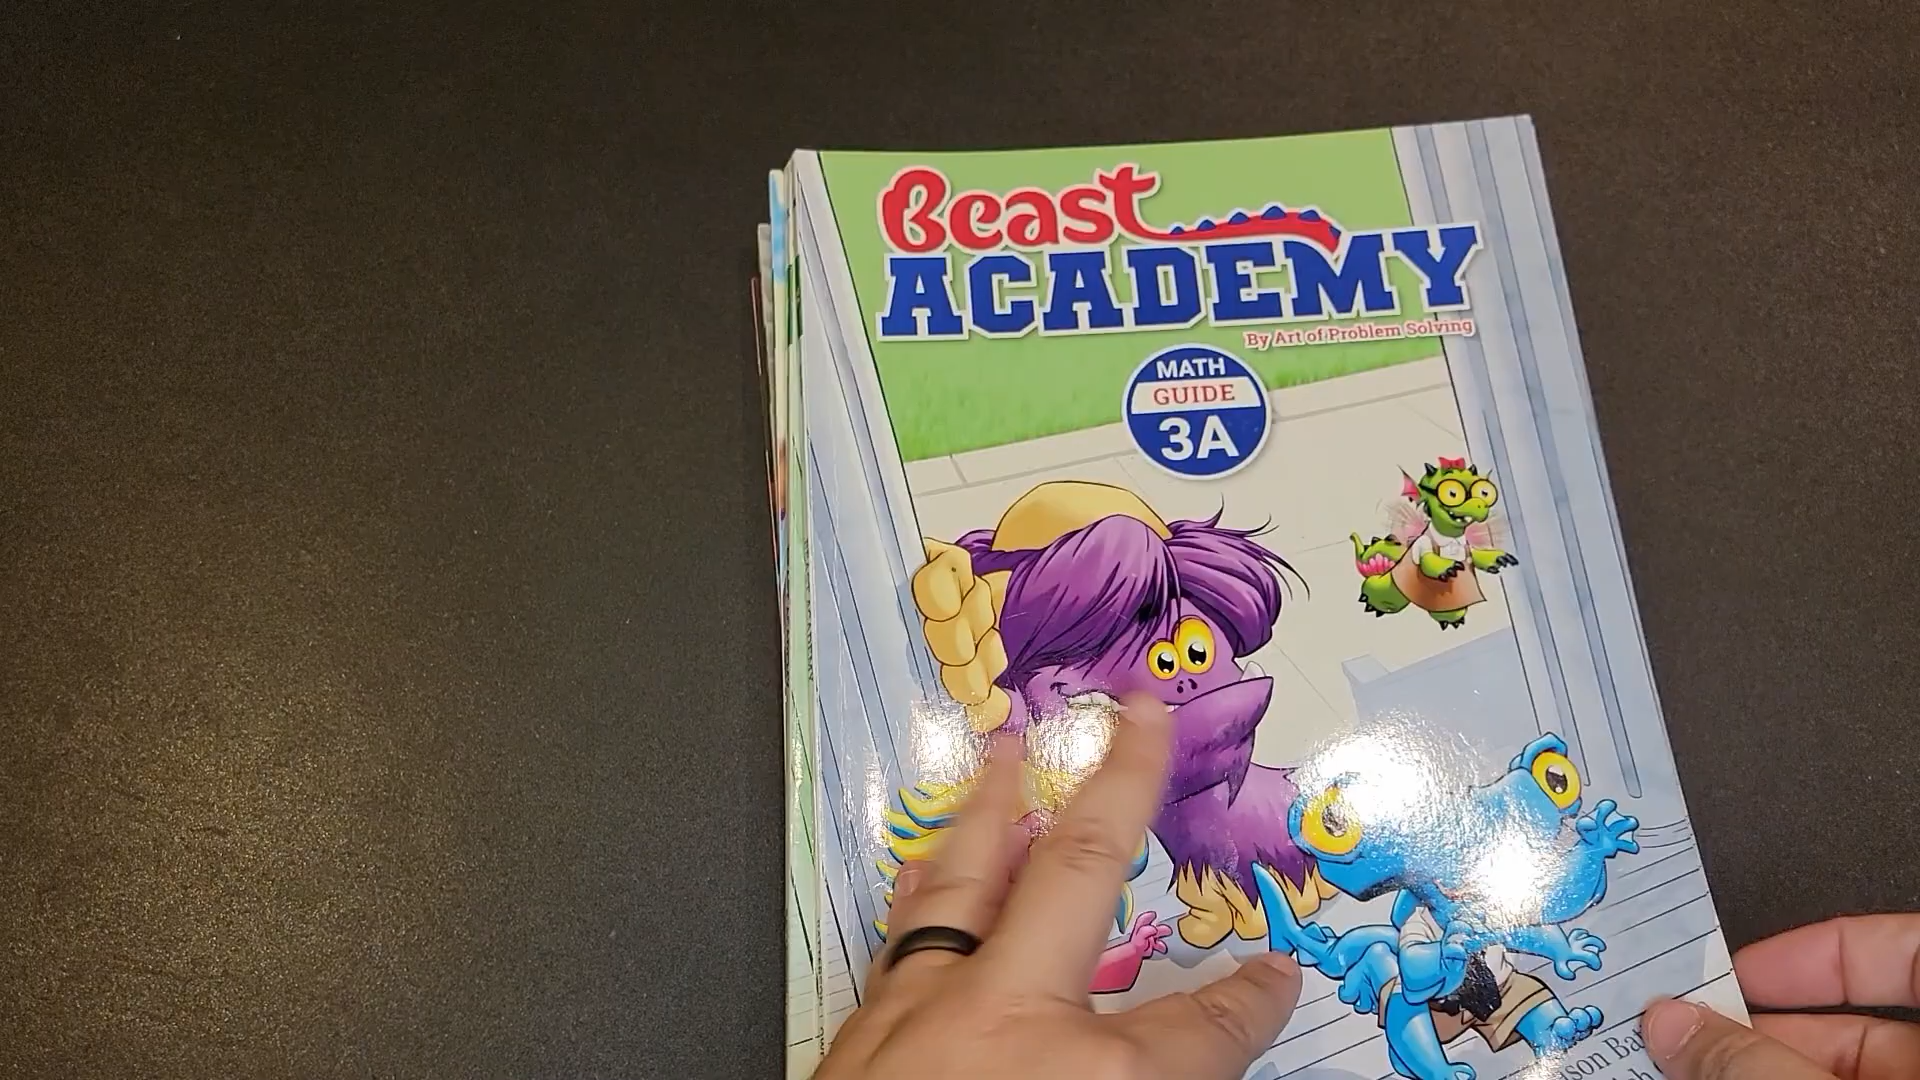 Beast
ACADEMY
By Art of Problem Solving
MATH
GUIDE
3A